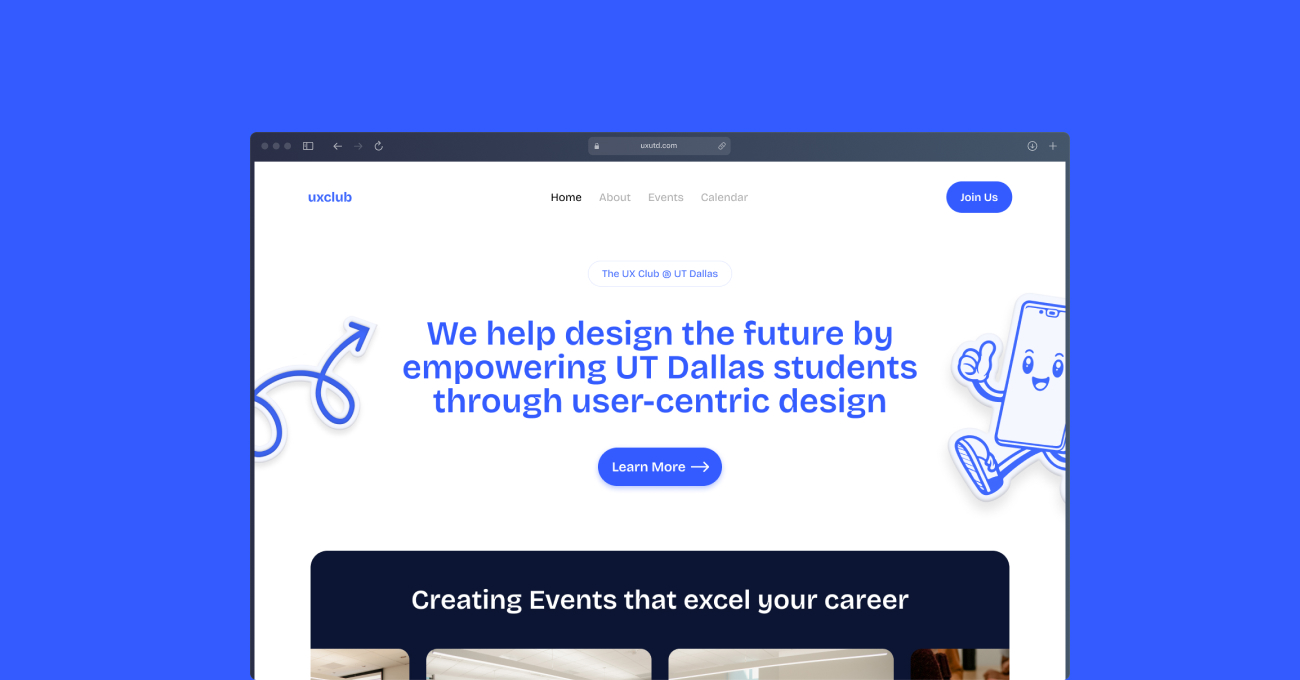 uxutd.com
uxclub
Home About Events Calendar
Join Us
The UX Club @ UT Dallas
We help design the future by
empowering UT Dallas students
through user-centric design
Learn More
Creating Events that excel your career